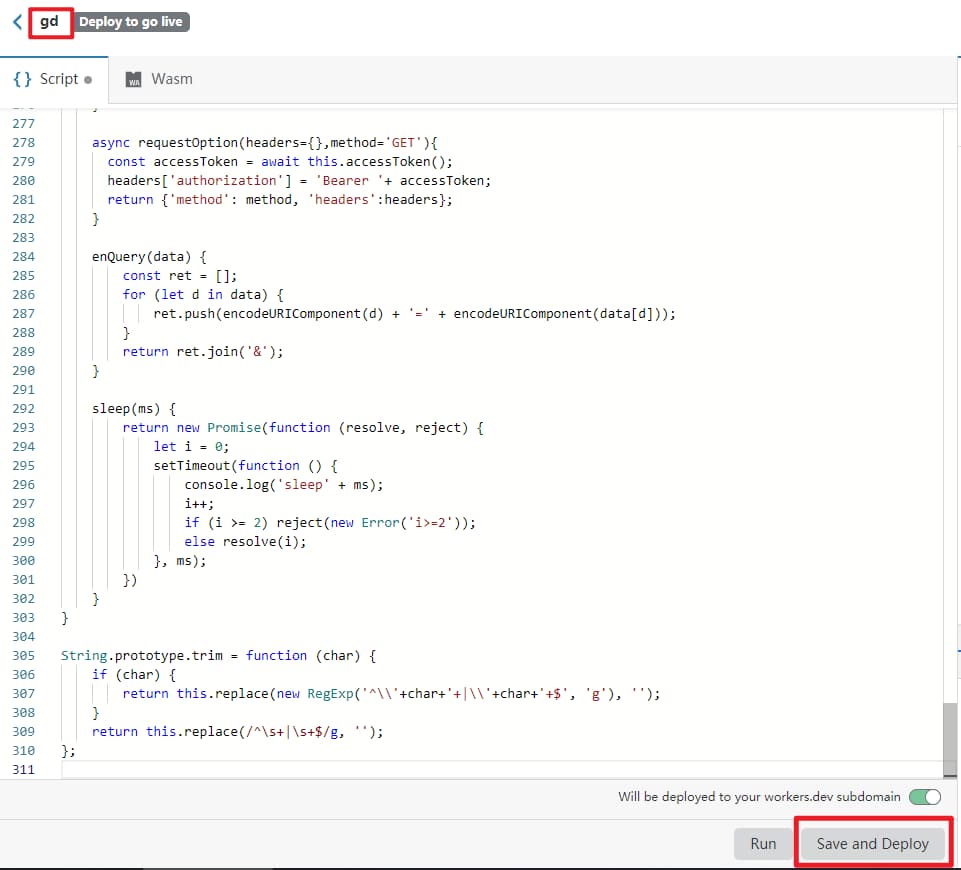 gd Deploy to go live
{ } Script Wasm
277
278 async requestOption(headers={},method='GET'){
279 const accessToken = await this.accessToken();
280 headers['authorization'] = 'Bearer '+ accessToken;
281 return {'method': method, 'headers':headers};
282 }
283
284 enQuery(data) {
285 const ret = [];
286 for (let d in data) {
287 ret.push(encodeURIComponent(d) + '=' + encodeURIComponent(data[d]));
288 }
289 return ret.join('&');
290 }
291
292 sleep(ms) {
293 return new Promise(function (resolve, reject) {
294 let i = 0;
295 setTimeout(function () {
296 console.log('sleep' + ms);
297 i++;
298 if (i >= 2) reject(new Error('i>=2'));
299 else resolve(i);
300 }, ms);
301 })
302 }
303 }
304
305 String.prototype.trim = function (char) {
306 if (char) {
307 return this.replace(new RegExp('^\\'+char+'+|\\'+char+'+$', 'g'), '');
308 }
309 return this.replace(/^\s+|\s+$/g, '');
310 };
311
Will be deployed to your workers.dev subdomain
Run Save and Deploy